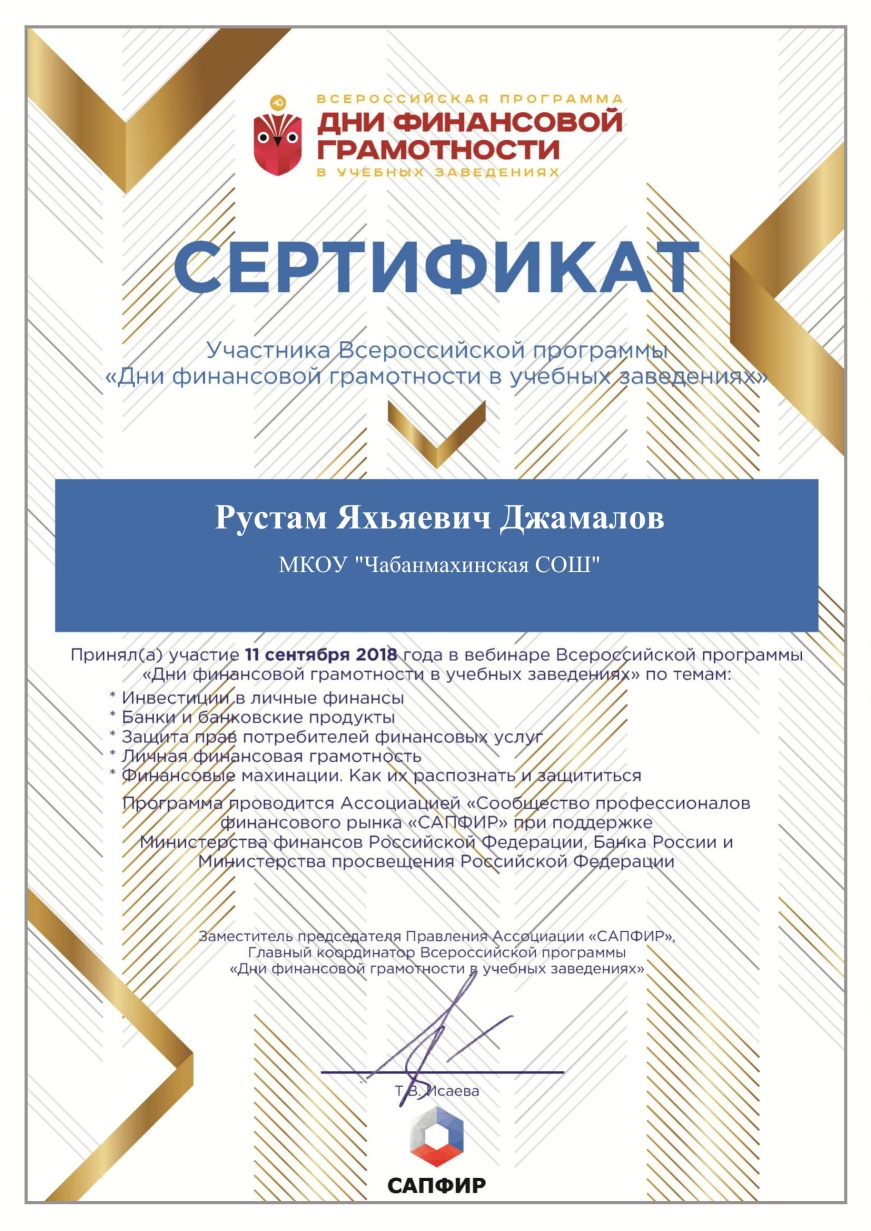 ВСЕРОССИЙСКАЯ ПРОГРАММА
ДНИ ФИНАНСОВОЙ
ГРАМОТНОСТИ
В УЧЕБНЫХ ЗАВЕДЕНИЯХ
СЕРТИФИКАТ
Участника Всероссийской программы
«Дни финансовой грамотности в учебных заведениях»
Рустам Яхьяевич Джамалов
МКОУ "Чабанмахинская СОШ"
Принял(а) участие 11 сентября 2018 года в вебинаре Всероссийской программы
«Дни финансовой грамотности в учебных заведениях» по темам:
* Инвестиции в личные финансы
* Банки и банковские продукты
* Защита прав потребителей финансовых услуг
* Личная финансовая грамотность
* Финансовые махинации. Как их распознать и защититься
Программа проводится Ассоциацией «Сообщество профессионалов
финансового рынка «САПФИР» при поддержке
Министерства финансов Российской Федерации, Банка России и
Министерства просвещения Российской Федерации
Заместитель председателя Правления Ассоциации «САПФИР»,
Главный координатор Всероссийской программы
«Дни финансовой грамотности в учебных заведениях»
Т.В. Исаева
САПФИР